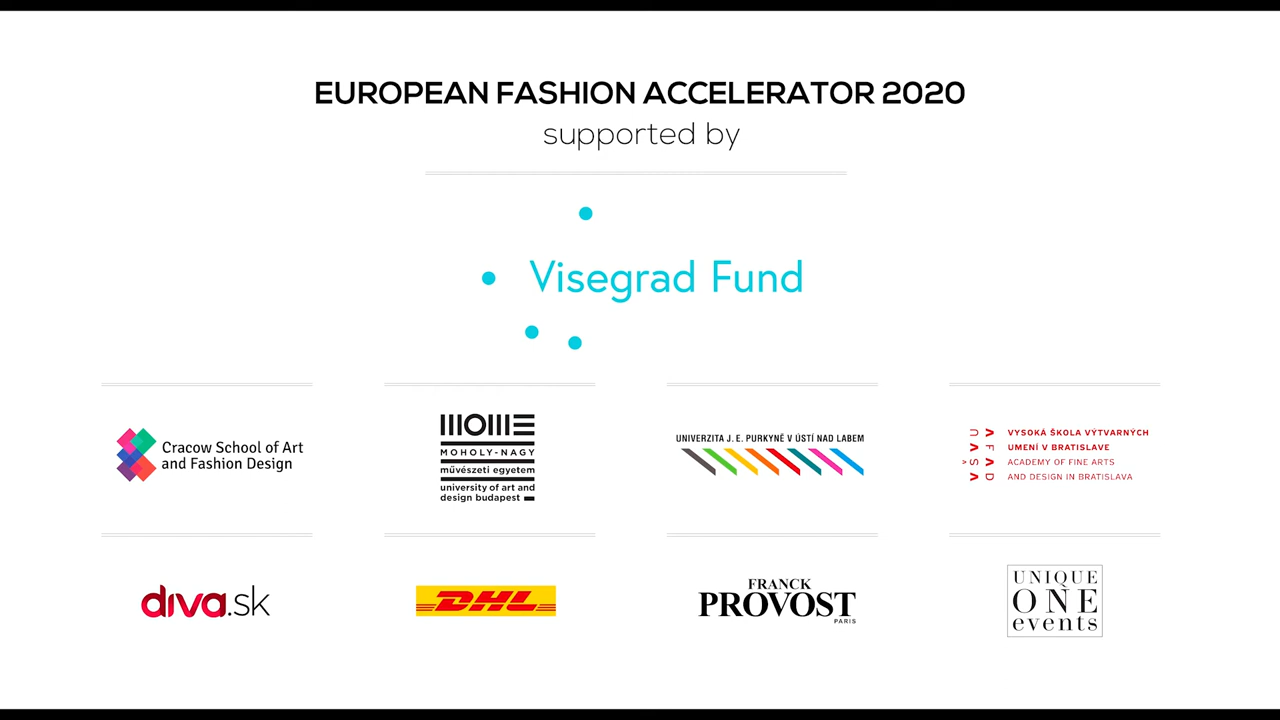 EUROPEAN FASHION ACCELERATOR 2020
supported by
Visegrad Fund
Cracow School of Art
and Fashion Design
MOME
MOHOLY-NAGY
művészeti egyetem
university of art and
design budapest
UNIVERZITA J. E. PURKYNĚ V ÚSTÍ NAD LABEM
VŠVU
AFAD
VYSOKÁ ŠKOLA VÝTVARNÝCH
UMENÍ V BRATISLAVE
ACADEMY OF FINE ARTS
AND DESIGN IN BRATISLAVA
diva.sk
DHL
FRANCK
PROVOST
PARIS
UNIQUE
ONE
events